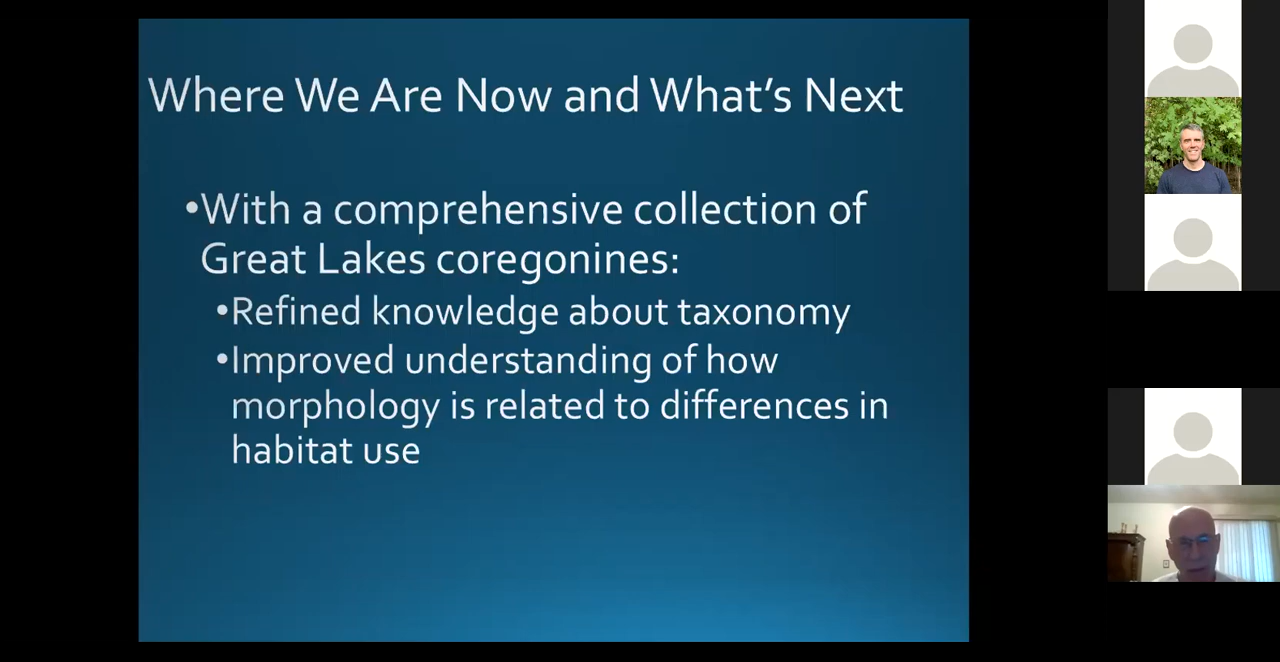 Where We Are Now and What's Next
•With a comprehensive collection of
Great Lakes coregonines:
•Refined knowledge about taxonomy
•Improved understanding of how
morphology is related to differences in
habitat use